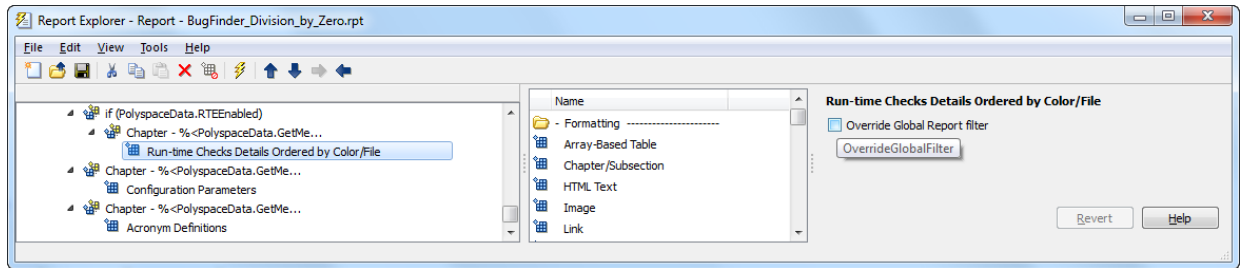 Report Explorer - Report - BugFinder_Division_by_Zero.rpt
File Edit View Tools Help
if (PolyspaceData.RTEEnabled)
Chapter - %<PolyspaceData.GetMe...
Run-time Checks Details Ordered by Color/File
Chapter - %<PolyspaceData.GetMe...
Configuration Parameters
Chapter - %<PolyspaceData.GetMe...
Acronym Definitions
Name
- Formatting ----------------------
Array-Based Table
Chapter/Subsection
HTML Text
Image
Link
Run-time Checks Details Ordered by Color/File
Override Global Report filter
OverrideGlobalFilter
Revert Help